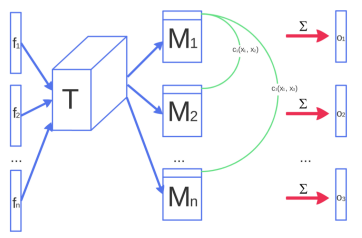 f₁
f₂
...
fₙ
T
M₁
M₂
...
Mₙ
c₁(x₁, x₂)
c₁(x₁, xₙ)
Σ
Σ
...
Σ
o₁
o₂
o₃